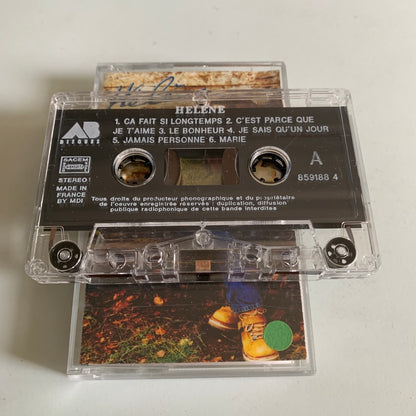 HELENE
1. CA FAIT SI LONGTEMPS 2. C'EST PARCE QUE
JE T'AIME 3. LE BONHEUR 4. JE SAIS QU'UN JOUR
5. JAMAIS PERSONNE 6. MARIE
AB
DISQUES
SACEM
STEREO
MADE IN
FRANCE
BY MDI
A
859188 4
Tous droits du producteur phonographique et du propriétaire
de l'oeuvre enregistrée réservés : duplication, diffusion
publique radiophonique de cette bande interdites